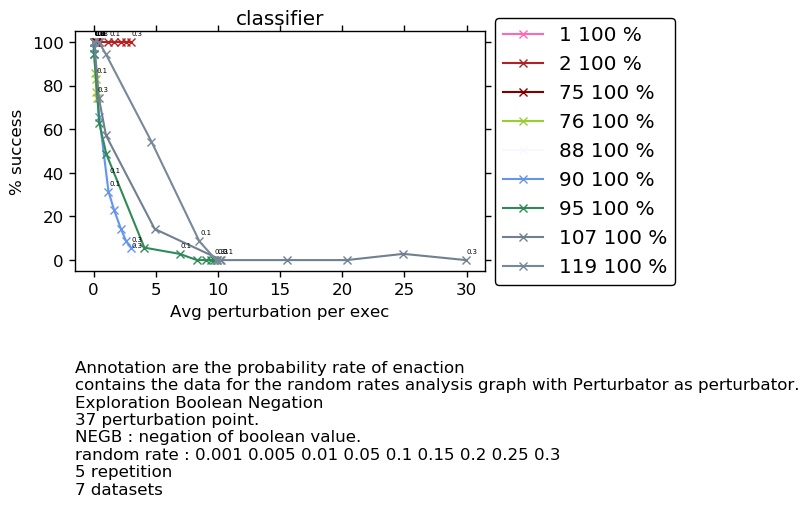 classifier
100
80
60
40
20
0
% success
0 5 10 15 20 25 30
Avg perturbation per exec
0.1
0.3
0.1
0.3
0.1
0.1
0.3
0.3
0.1
0.1
0.1
0.3
1 100 %
2 100 %
75 100 %
76 100 %
88 100 %
90 100 %
95 100 %
107 100 %
119 100 %
Annotation are the probability rate of enaction
contains the data for the random rates analysis graph with Perturbator as perturbator.
Exploration Boolean Negation
37 perturbation point.
NEGB : negation of boolean value.
random rate : 0.001 0.005 0.01 0.05 0.1 0.15 0.2 0.25 0.3
5 repetition
7 datasets